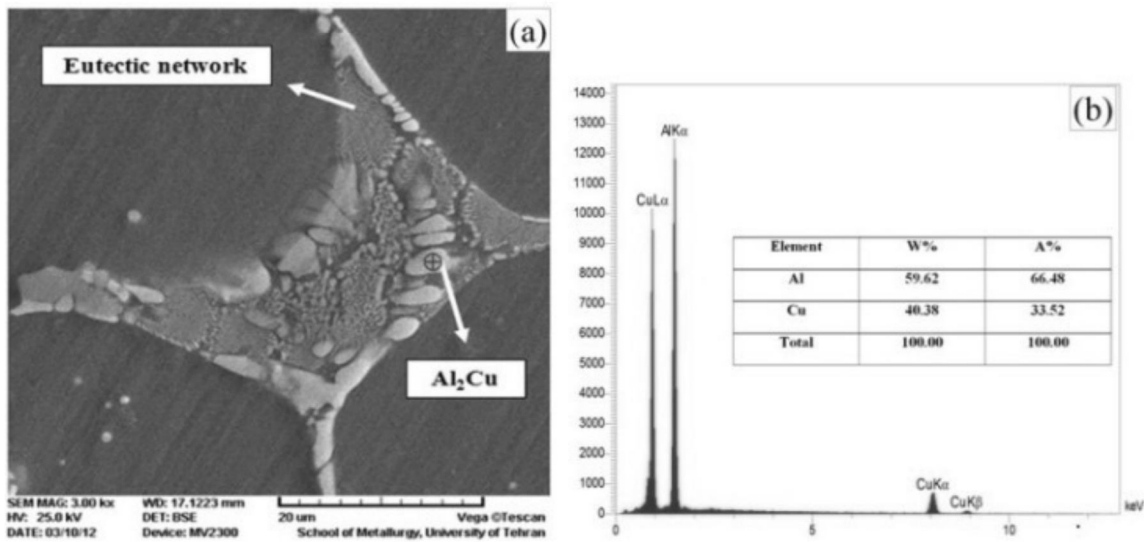 (a)
Eutectic network
Al₂Cu
SEM MAG: 3.00 kx WD: 17.1223 mm
HV: 25.0 kV DET: BSE 20 um Vega ©Tescan
DATE: 03/10/12 Device: MV2300 School of Metallurgy, University of Tehran
(b)
14000
13000
12000
11000
10000
9000
8000
7000
6000
5000
4000
3000
2000
1000
0
AlKα
CuLα
Element W% A%
Al 59.62 66.48
Cu 40.38 33.52
Total 100.00 100.00
CuKα
CuKβ
0 5 10 keV